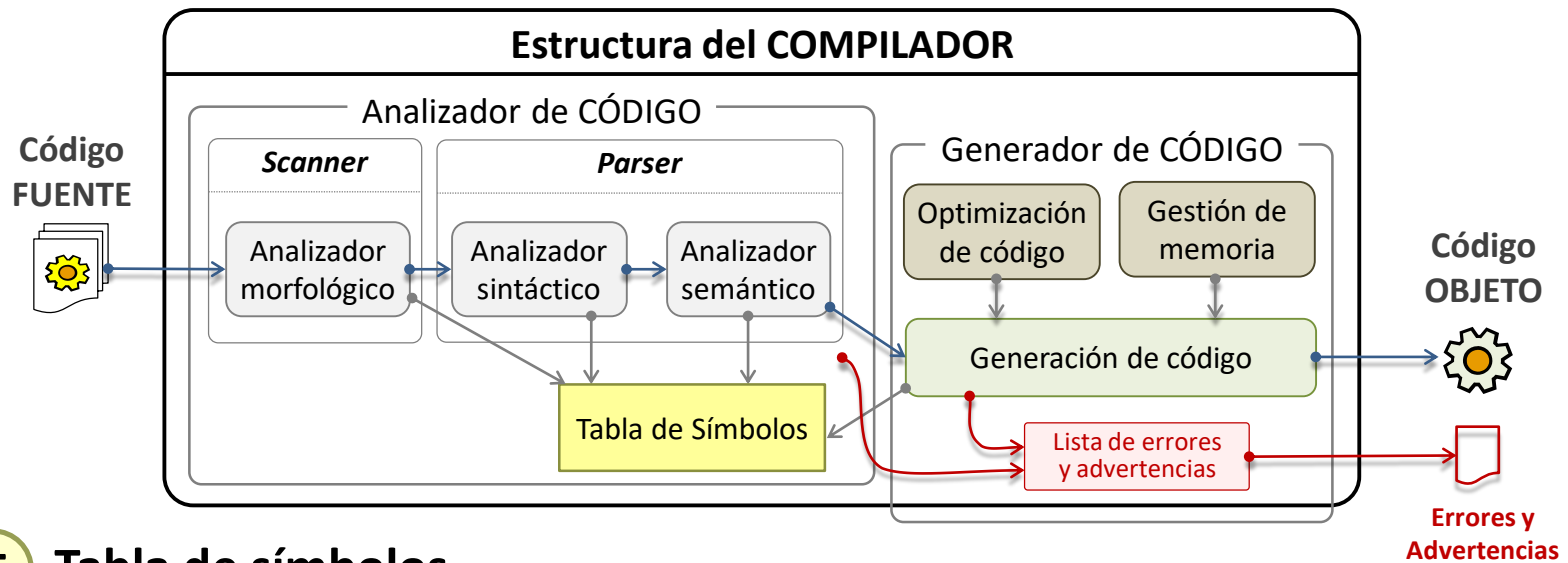 Estructura del COMPILADOR
Analizador de CÓDIGO
Código
FUENTE
Scanner
Parser
Generador de CÓDIGO
Analizador
morfológico
Analizador
sintáctico
Analizador
semántico
Optimización
de código
Gestión de
memoria
Código
OBJETO
Generación de código
Tabla de Símbolos
Lista de errores
y advertencias
Errores y
Advertencias
Tabla de símbolos